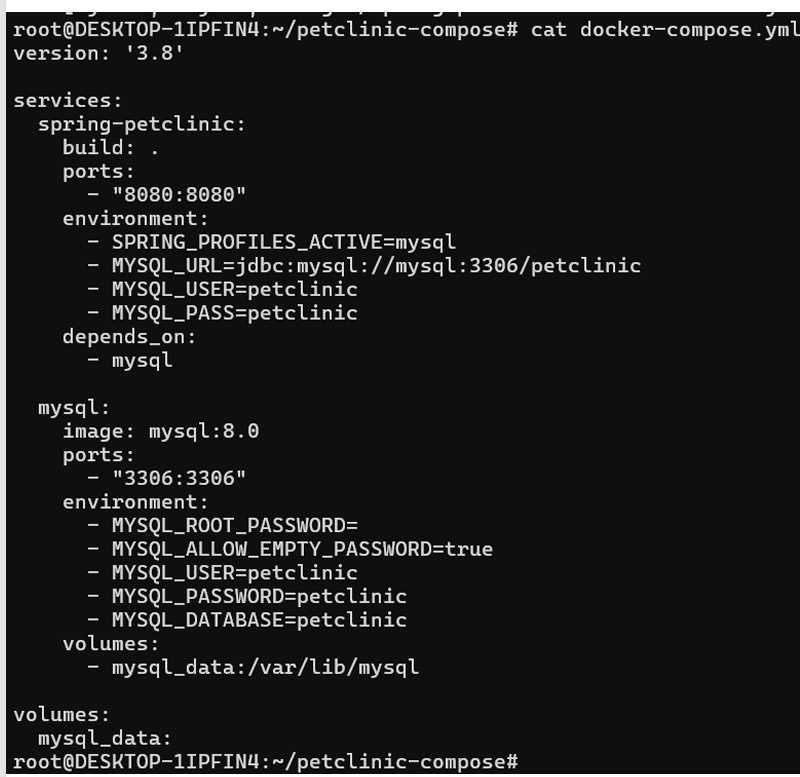 root@DESKTOP-1IPFIN4:~/petclinic-compose# cat docker-compose.yml
version: '3.8'

services:
  spring-petclinic:
    build: .
    ports:
      - "8080:8080"
    environment:
      - SPRING_PROFILES_ACTIVE=mysql
      - MYSQL_URL=jdbc:mysql://mysql:3306/petclinic
      - MYSQL_USER=petclinic
      - MYSQL_PASS=petclinic
    depends_on:
      - mysql

  mysql:
    image: mysql:8.0
    ports:
      - "3306:3306"
    environment:
      - MYSQL_ROOT_PASSWORD=
      - MYSQL_ALLOW_EMPTY_PASSWORD=true
      - MYSQL_USER=petclinic
      - MYSQL_PASSWORD=petclinic
      - MYSQL_DATABASE=petclinic
    volumes:
      - mysql_data:/var/lib/mysql

volumes:
  mysql_data:
root@DESKTOP-1IPFIN4:~/petclinic-compose#